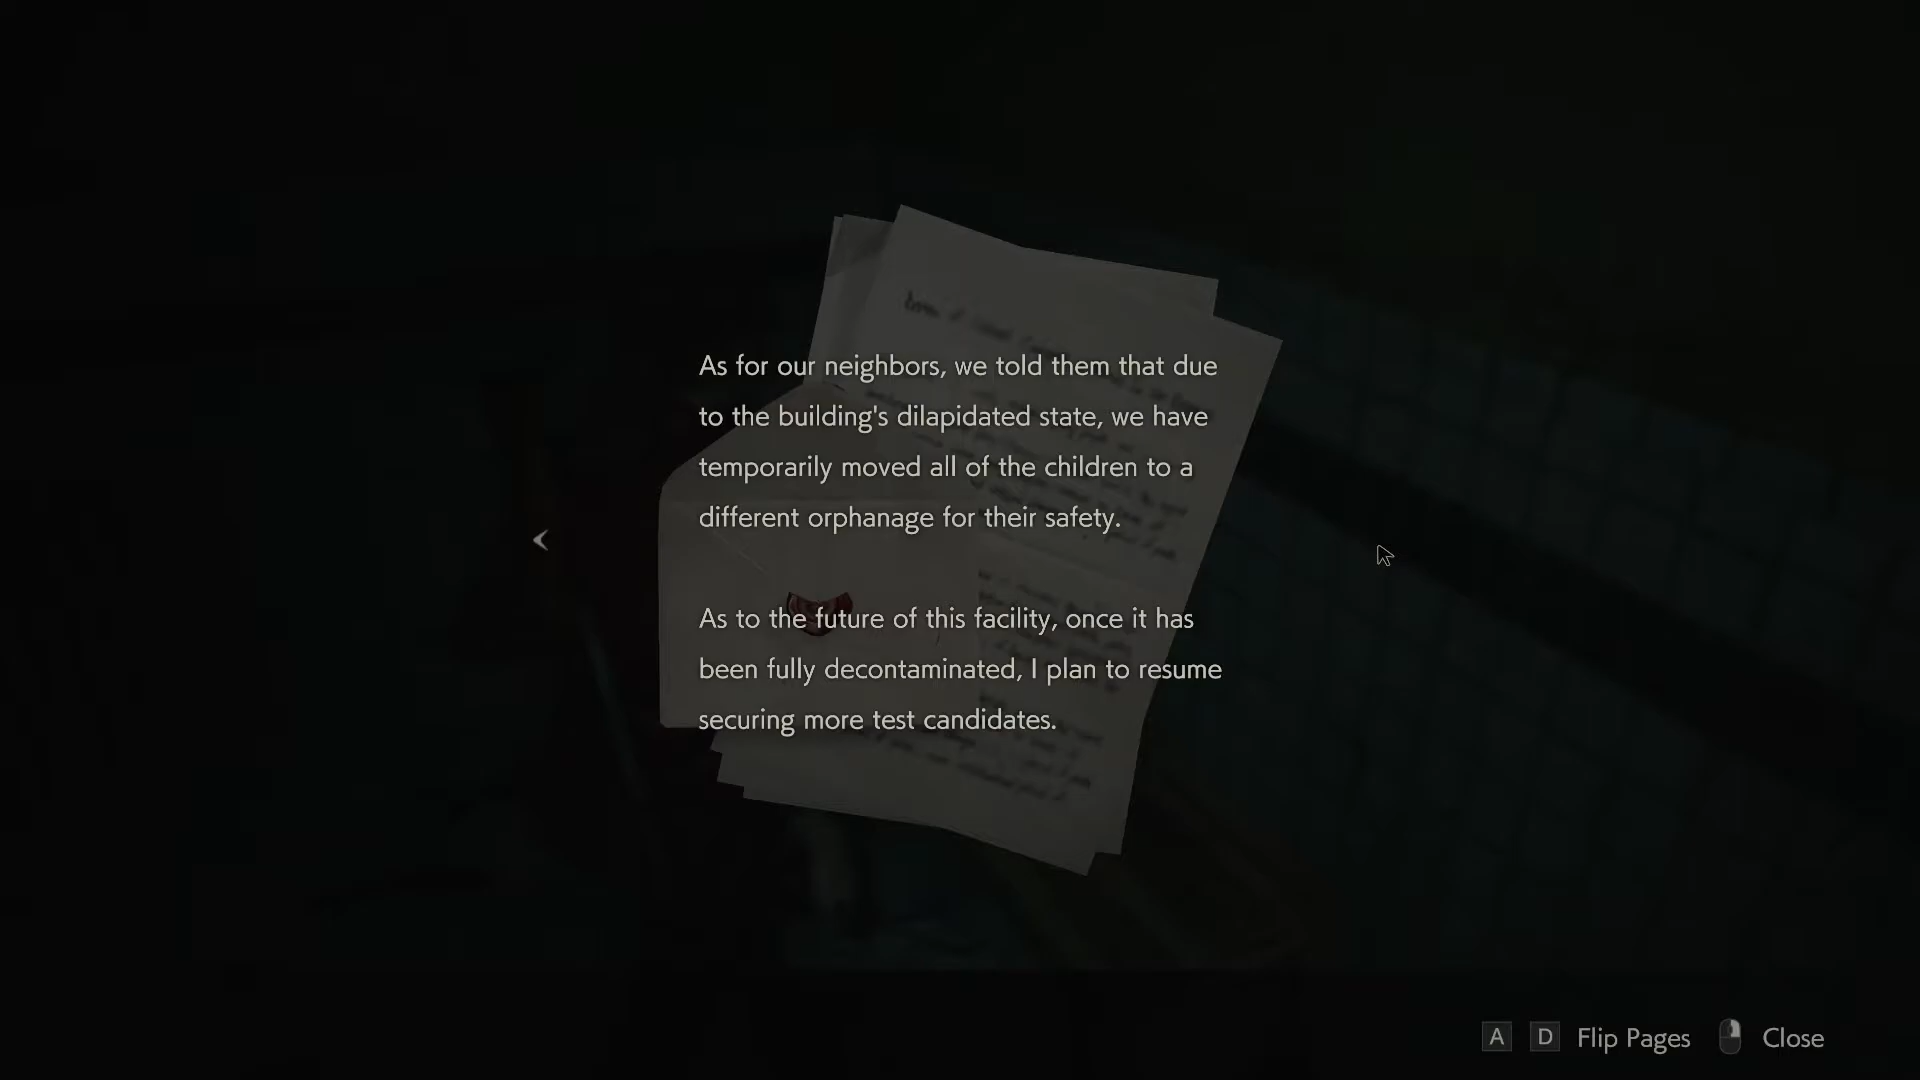 As for our neighbors, we told them that due
to the building's dilapidated state, we have
temporarily moved all of the children to a
different orphanage for their safety.
As to the future of this facility, once it has
been fully decontaminated, I plan to resume
securing more test candidates.
A D Flip Pages Close